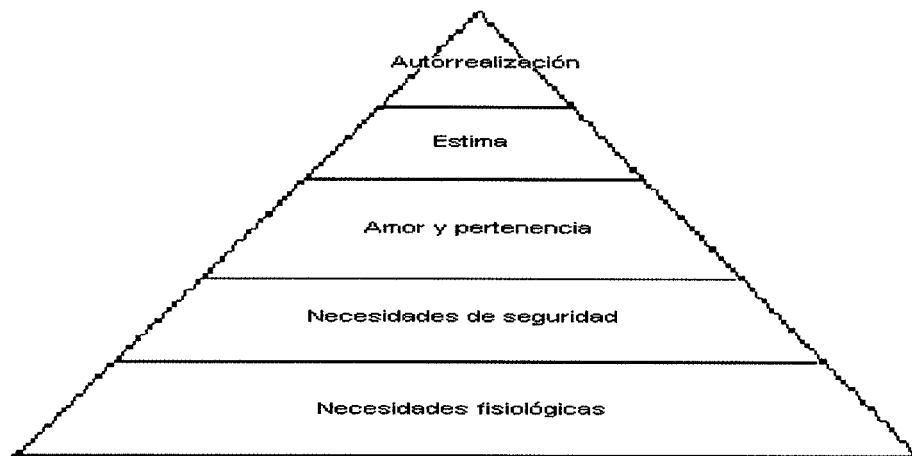 Autorrealización
Estima
Amor y pertenencia
Necesidades de seguridad
Necesidades fisiológicas